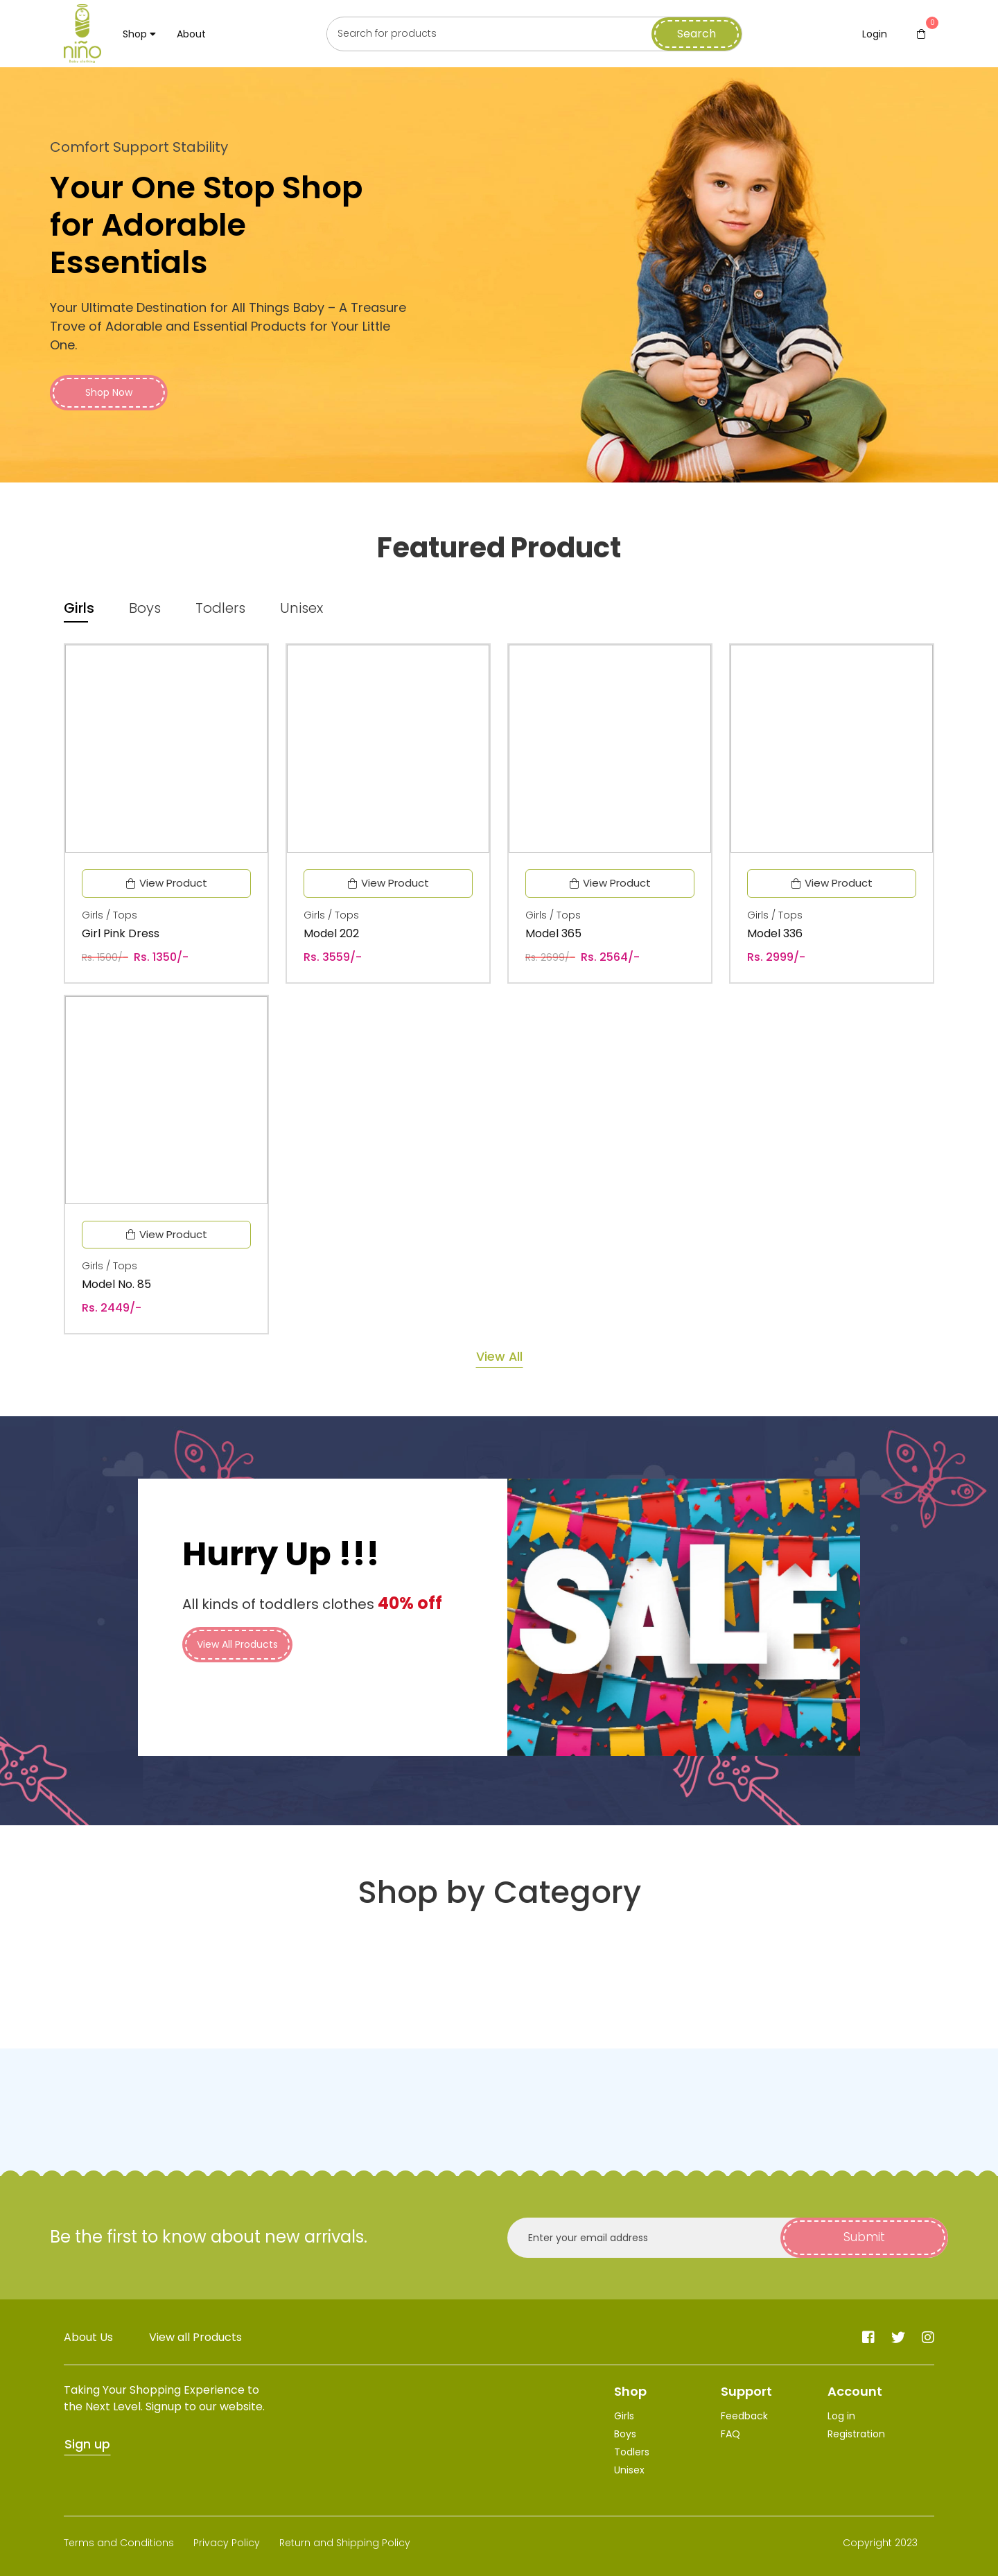 niño
Shop
About
Search for products
Search
Login
0
Comfort Support Stability
Your One Stop Shop
for Adorable
Essentials
Your Ultimate Destination for All Things Baby – A Treasure
Trove of Adorable and Essential Products for Your Little
One.
Shop Now
Featured Product
Girls
Boys
Todlers
Unisex
View Product
Girls / Tops
Girl Pink Dress
Rs. 1500/- Rs. 1350/-
View Product
Girls / Tops
Model 202
Rs. 3559/-
View Product
Girls / Tops
Model 365
Rs. 2699/- Rs. 2564/-
View Product
Girls / Tops
Model 336
Rs. 2999/-
View Product
Girls / Tops
Model No. 85
Rs. 2449/-
View All
Hurry Up !!!
All kinds of toddlers clothes 40% off
View All Products
SALE
Shop by Category
Be the first to know about new arrivals.
Enter your email address
Submit
About Us
View all Products
Taking Your Shopping Experience to
the Next Level. Signup to our website.
Sign up
Shop
Girls
Boys
Todlers
Unisex
Support
Feedback
FAQ
Account
Log in
Registration
Terms and Conditions
Privacy Policy
Return and Shipping Policy
Copyright 2023